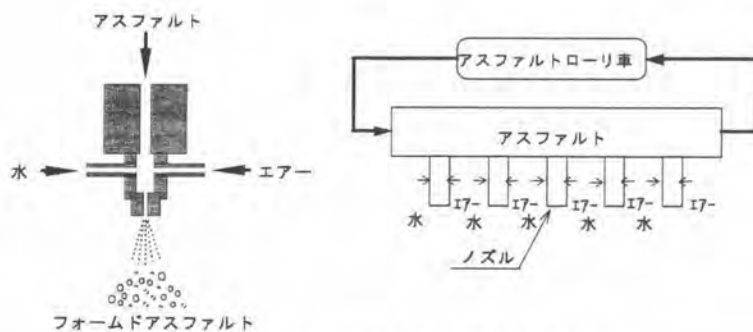 アスファルト
水
エアー
フォームドアスファルト
アスファルトローリ車
アスファルト
エアー エアー エアー エアー エアー
水 水 水 水 水
ノズル